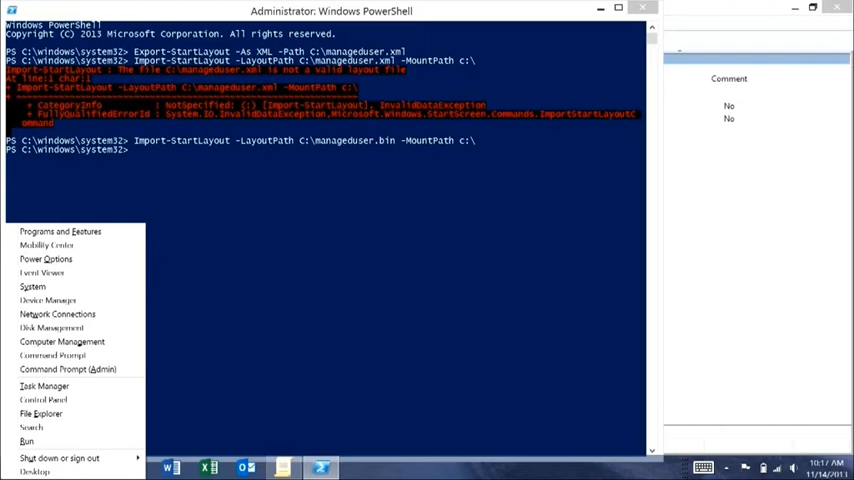 Administrator: Windows PowerShell
Windows PowerShell
Copyright (C) 2013 Microsoft Corporation. All rights reserved.
PS C:\windows\system32> Export-StartLayout -As XML -Path C:\manageduser.xml
PS C:\windows\system32> Import-StartLayout -LayoutPath C:\manageduser.xml -MountPath c:\
Import-StartLayout : The file C:\manageduser.xml is not a valid layout file
At line:1 char:1
+ Import-StartLayout -LayoutPath C:\manageduser.xml -MountPath c:\
+ ~~~~~~~~~~~~~~~~~~~~~~~~~~~~~~~~~~~~~~~~~~~~~~~~~~~~~~~~~~~~~~~~
+ CategoryInfo : NotSpecified: (:) [Import-StartLayout], InvalidDataException
+ FullyQualifiedErrorId : System.IO.InvalidDataException,Microsoft.Windows.StartScreen.Commands.ImportStartLayoutC
ommand
PS C:\windows\system32> Import-StartLayout -LayoutPath C:\manageduser.bin -MountPath c:\
PS C:\windows\system32>
Comment
No
No
Programs and Features
Mobility Center
Power Options
Event Viewer
System
Device Manager
Network Connections
Disk Management
Computer Management
Command Prompt
Command Prompt (Admin)
Task Manager
Control Panel
File Explorer
Search
Run
Shut down or sign out
Desktop
10:17 AM
11/14/2013